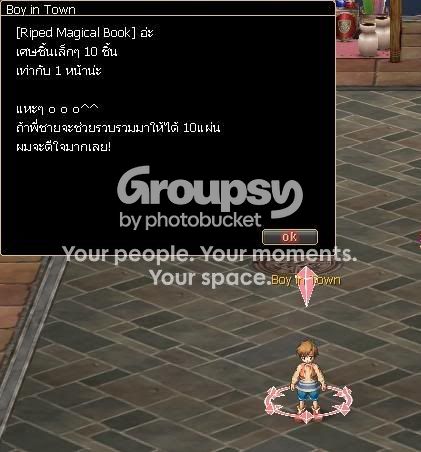 Boy in Town
[Riped Magical Book] อ่ะ
เศษชิ้นเล็กๆ 10 ชิ้น
เท่ากับ 1 หน้าน่ะ
แหะๆ o o o^^
ถ้าพี่ชายจะช่วยรวบรวมมาให้ได้ 10แผ่น
ผมจะดีใจมากเลย!
Groupsy
by photobucket
ok
Your people. Your moments.
Your space.
Boy in Town